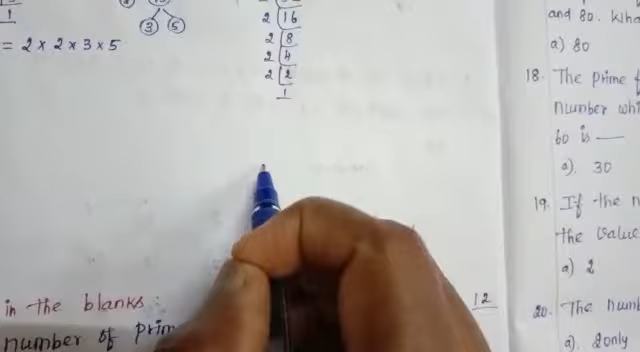 1
= 2 x 2 x 3 x 5
3 5
2 16
2 8
2 4
2 2
1
in the blanks :
number of prim
12
and 80.
a) 80
18. The prime
number whi
60 is —
a). 30
19. If the n
the value
a) 2
20. The numb
a). 2only